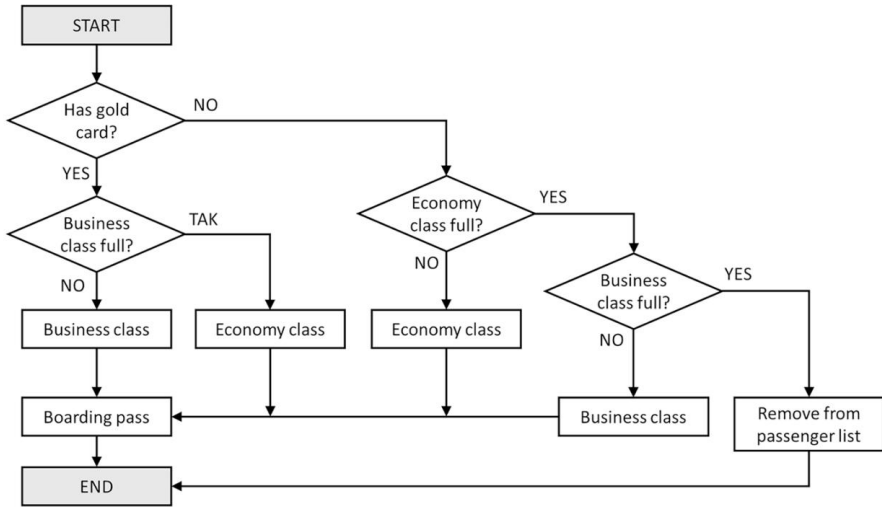 START
Has gold
card?
NO
YES
Business
class full?
TAK
NO
Economy
class full?
YES
NO
Business
class full?
YES
NO
Business class
Economy class
Economy class
Boarding pass
Business class
Remove from
passenger list
END